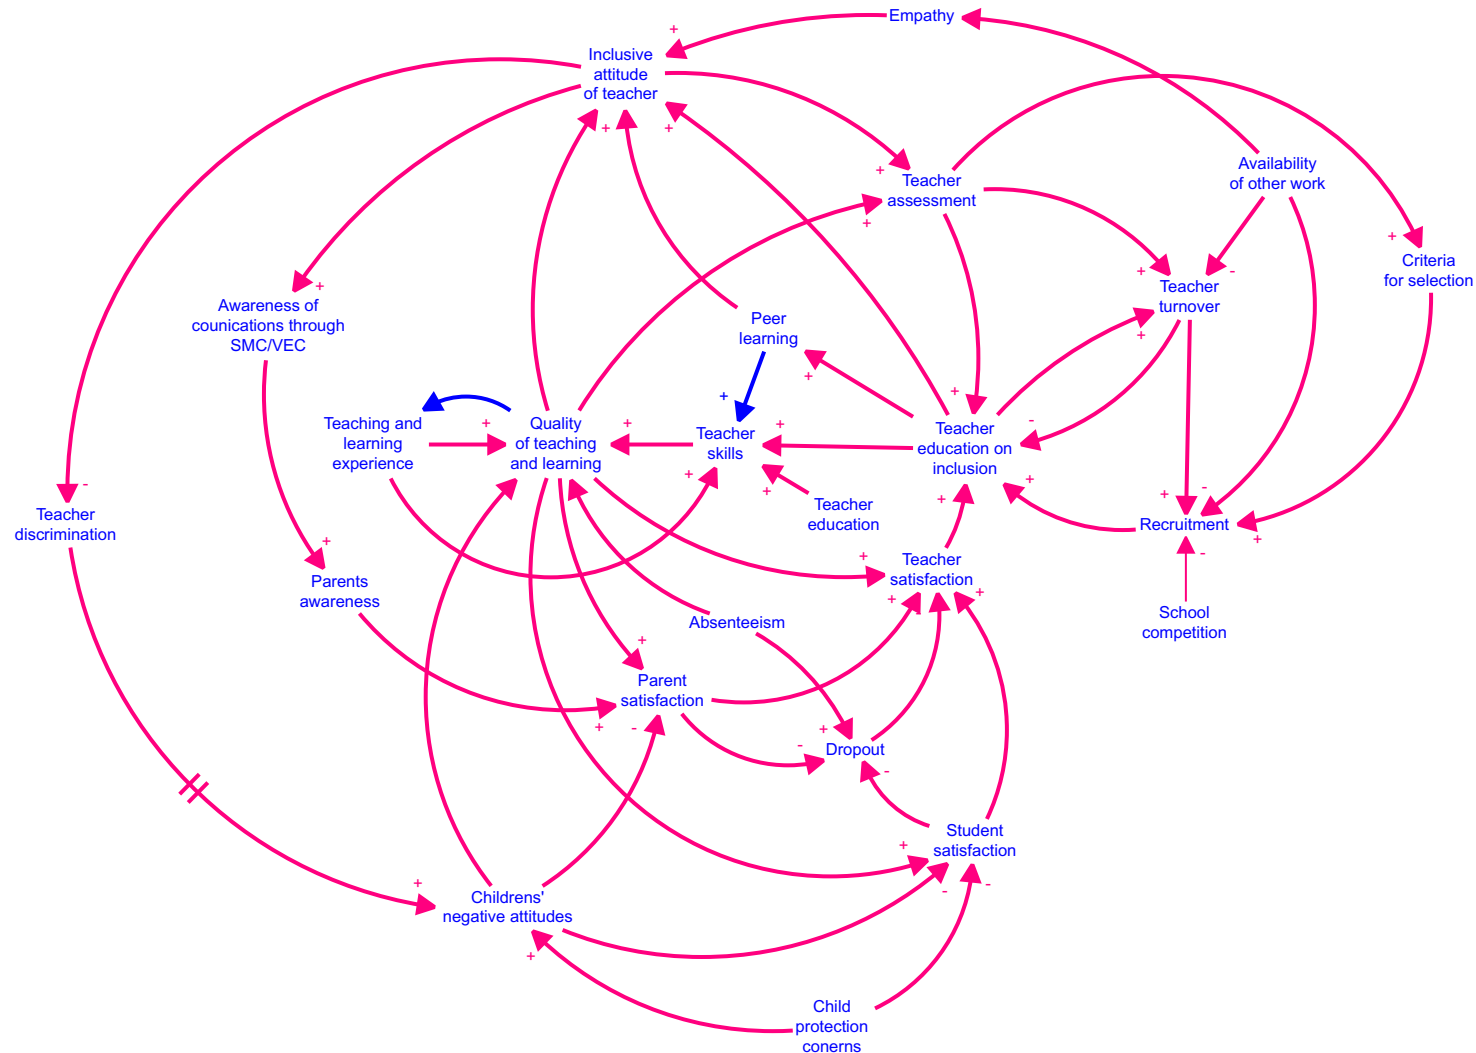 Empathy
Inclusive
attitude
of teacher
Availability
of other work
Teacher
assessment
Criteria
for selection
Teacher
turnover
Awareness of
counications through
SMC/VEC
Peer
learning
Teaching and
learning
experience
Quality
of teaching
and learning
Teacher
skills
Teacher
education on
inclusion
Teacher
education
Recruitment
Teacher
discrimination
Parents
awareness
Teacher
satisfaction
Absenteeism
School
competition
Parent
satisfaction
Dropout
Student
satisfaction
Childrens'
negative attitudes
Child
protection
conerns